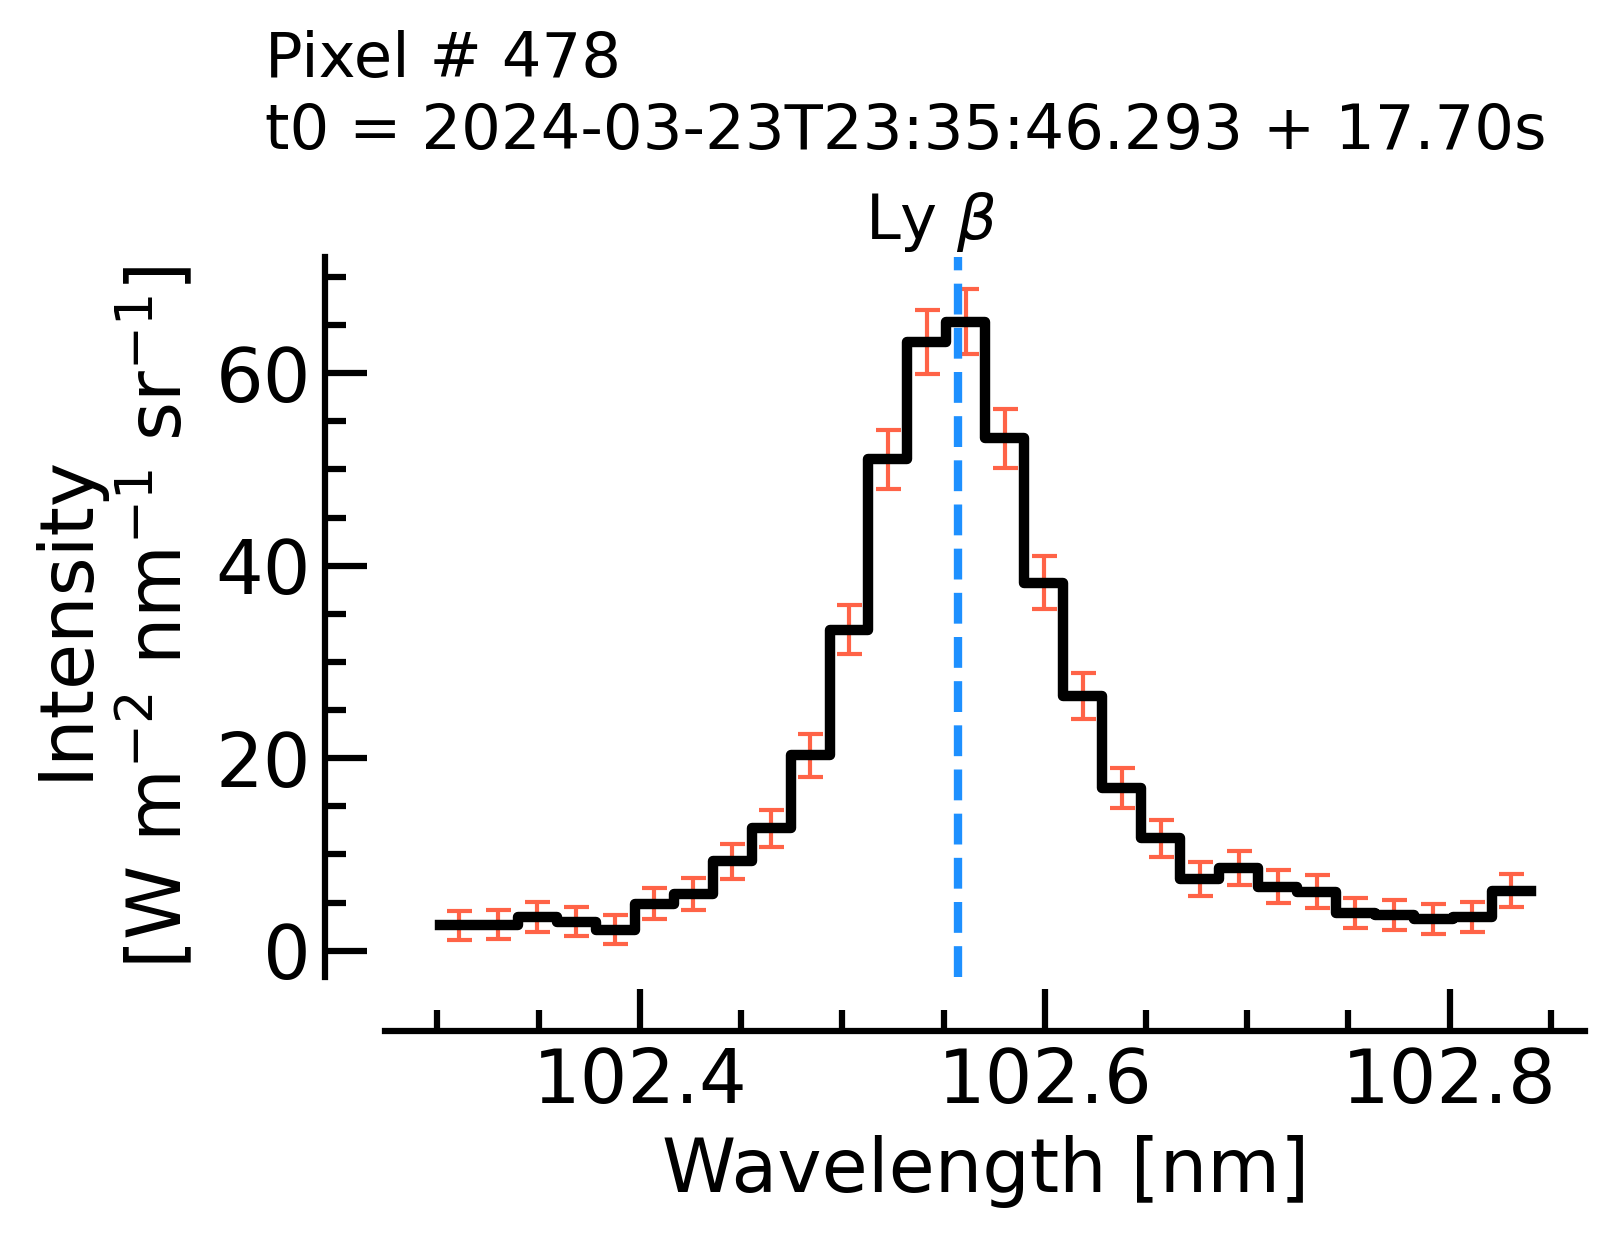 Pixel # 478
t0 = 2024-03-23T23:35:46.293 + 17.70s
Ly β
Intensity
[W m⁻² nm⁻¹ sr⁻¹]
60
40
20
0
102.4
102.6
102.8
Wavelength [nm]